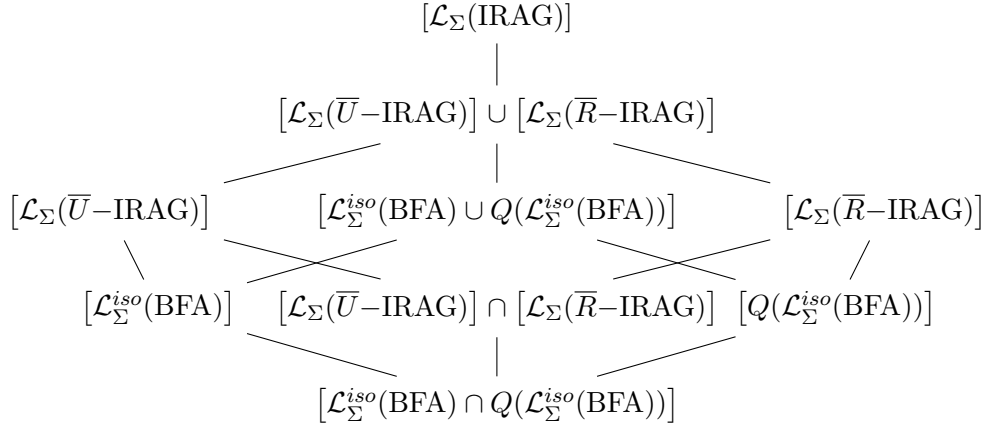 [ℒ_Σ(IRAG)]
[ℒ_Σ(U̅−IRAG)] ∪ [ℒ_Σ(R̅−IRAG)]
[ℒ_Σ(U̅−IRAG)] [ℒ_Σ^{iso}(BFA) ∪ Q(ℒ_Σ^{iso}(BFA))] [ℒ_Σ(R̅−IRAG)]
[ℒ_Σ^{iso}(BFA)] [ℒ_Σ(U̅−IRAG)] ∩ [ℒ_Σ(R̅−IRAG)] [Q(ℒ_Σ^{iso}(BFA))]
[ℒ_Σ^{iso}(BFA) ∩ Q(ℒ_Σ^{iso}(BFA))]